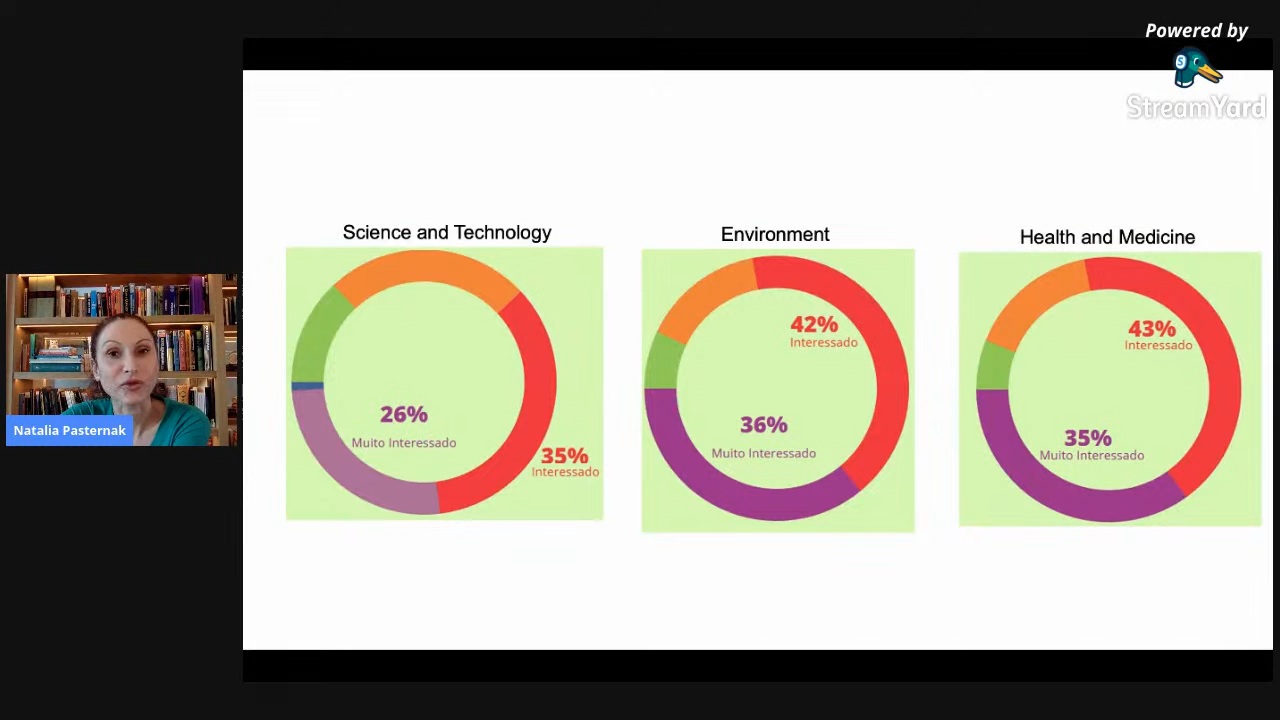 Powered by
StreamYard
Science and Technology
26%
Muito Interessado
35%
Interessado
Environment
42%
Interessado
36%
Muito Interessado
Health and Medicine
43%
Interessado
35%
Muito Interessado
Natalia Pasternak